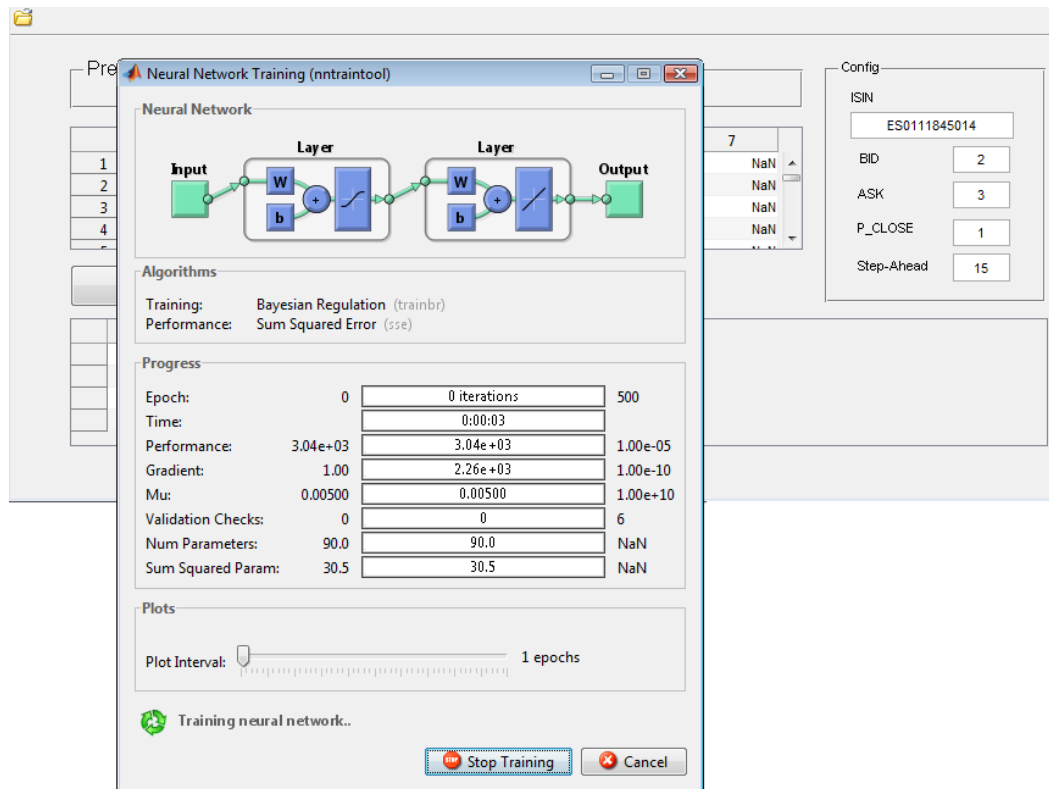 Pre
Neural Network Training (nntraintool)
Neural Network
Layer Layer
Input Output
W W
+ +
b b
Algorithms
Training: Bayesian Regulation (trainbr)
Performance: Sum Squared Error (sse)
Progress
Epoch: 0 0 iterations 500
Time: 0:00:03
Performance: 3.04e+03 3.04e+03 1.00e-05
Gradient: 1.00 2.26e+03 1.00e-10
Mu: 0.00500 0.00500 1.00e+10
Validation Checks: 0 0 6
Num Parameters: 90.0 90.0 NaN
Sum Squared Param: 30.5 30.5 NaN
Plots
Plot Interval: 1 epochs
Training neural network..
STOP Stop Training Cancel
7
1 NaN
2 NaN
3 NaN
4 NaN
Config
ISIN
ES0111845014
BID 2
ASK 3
P_CLOSE 1
Step-Ahead 15